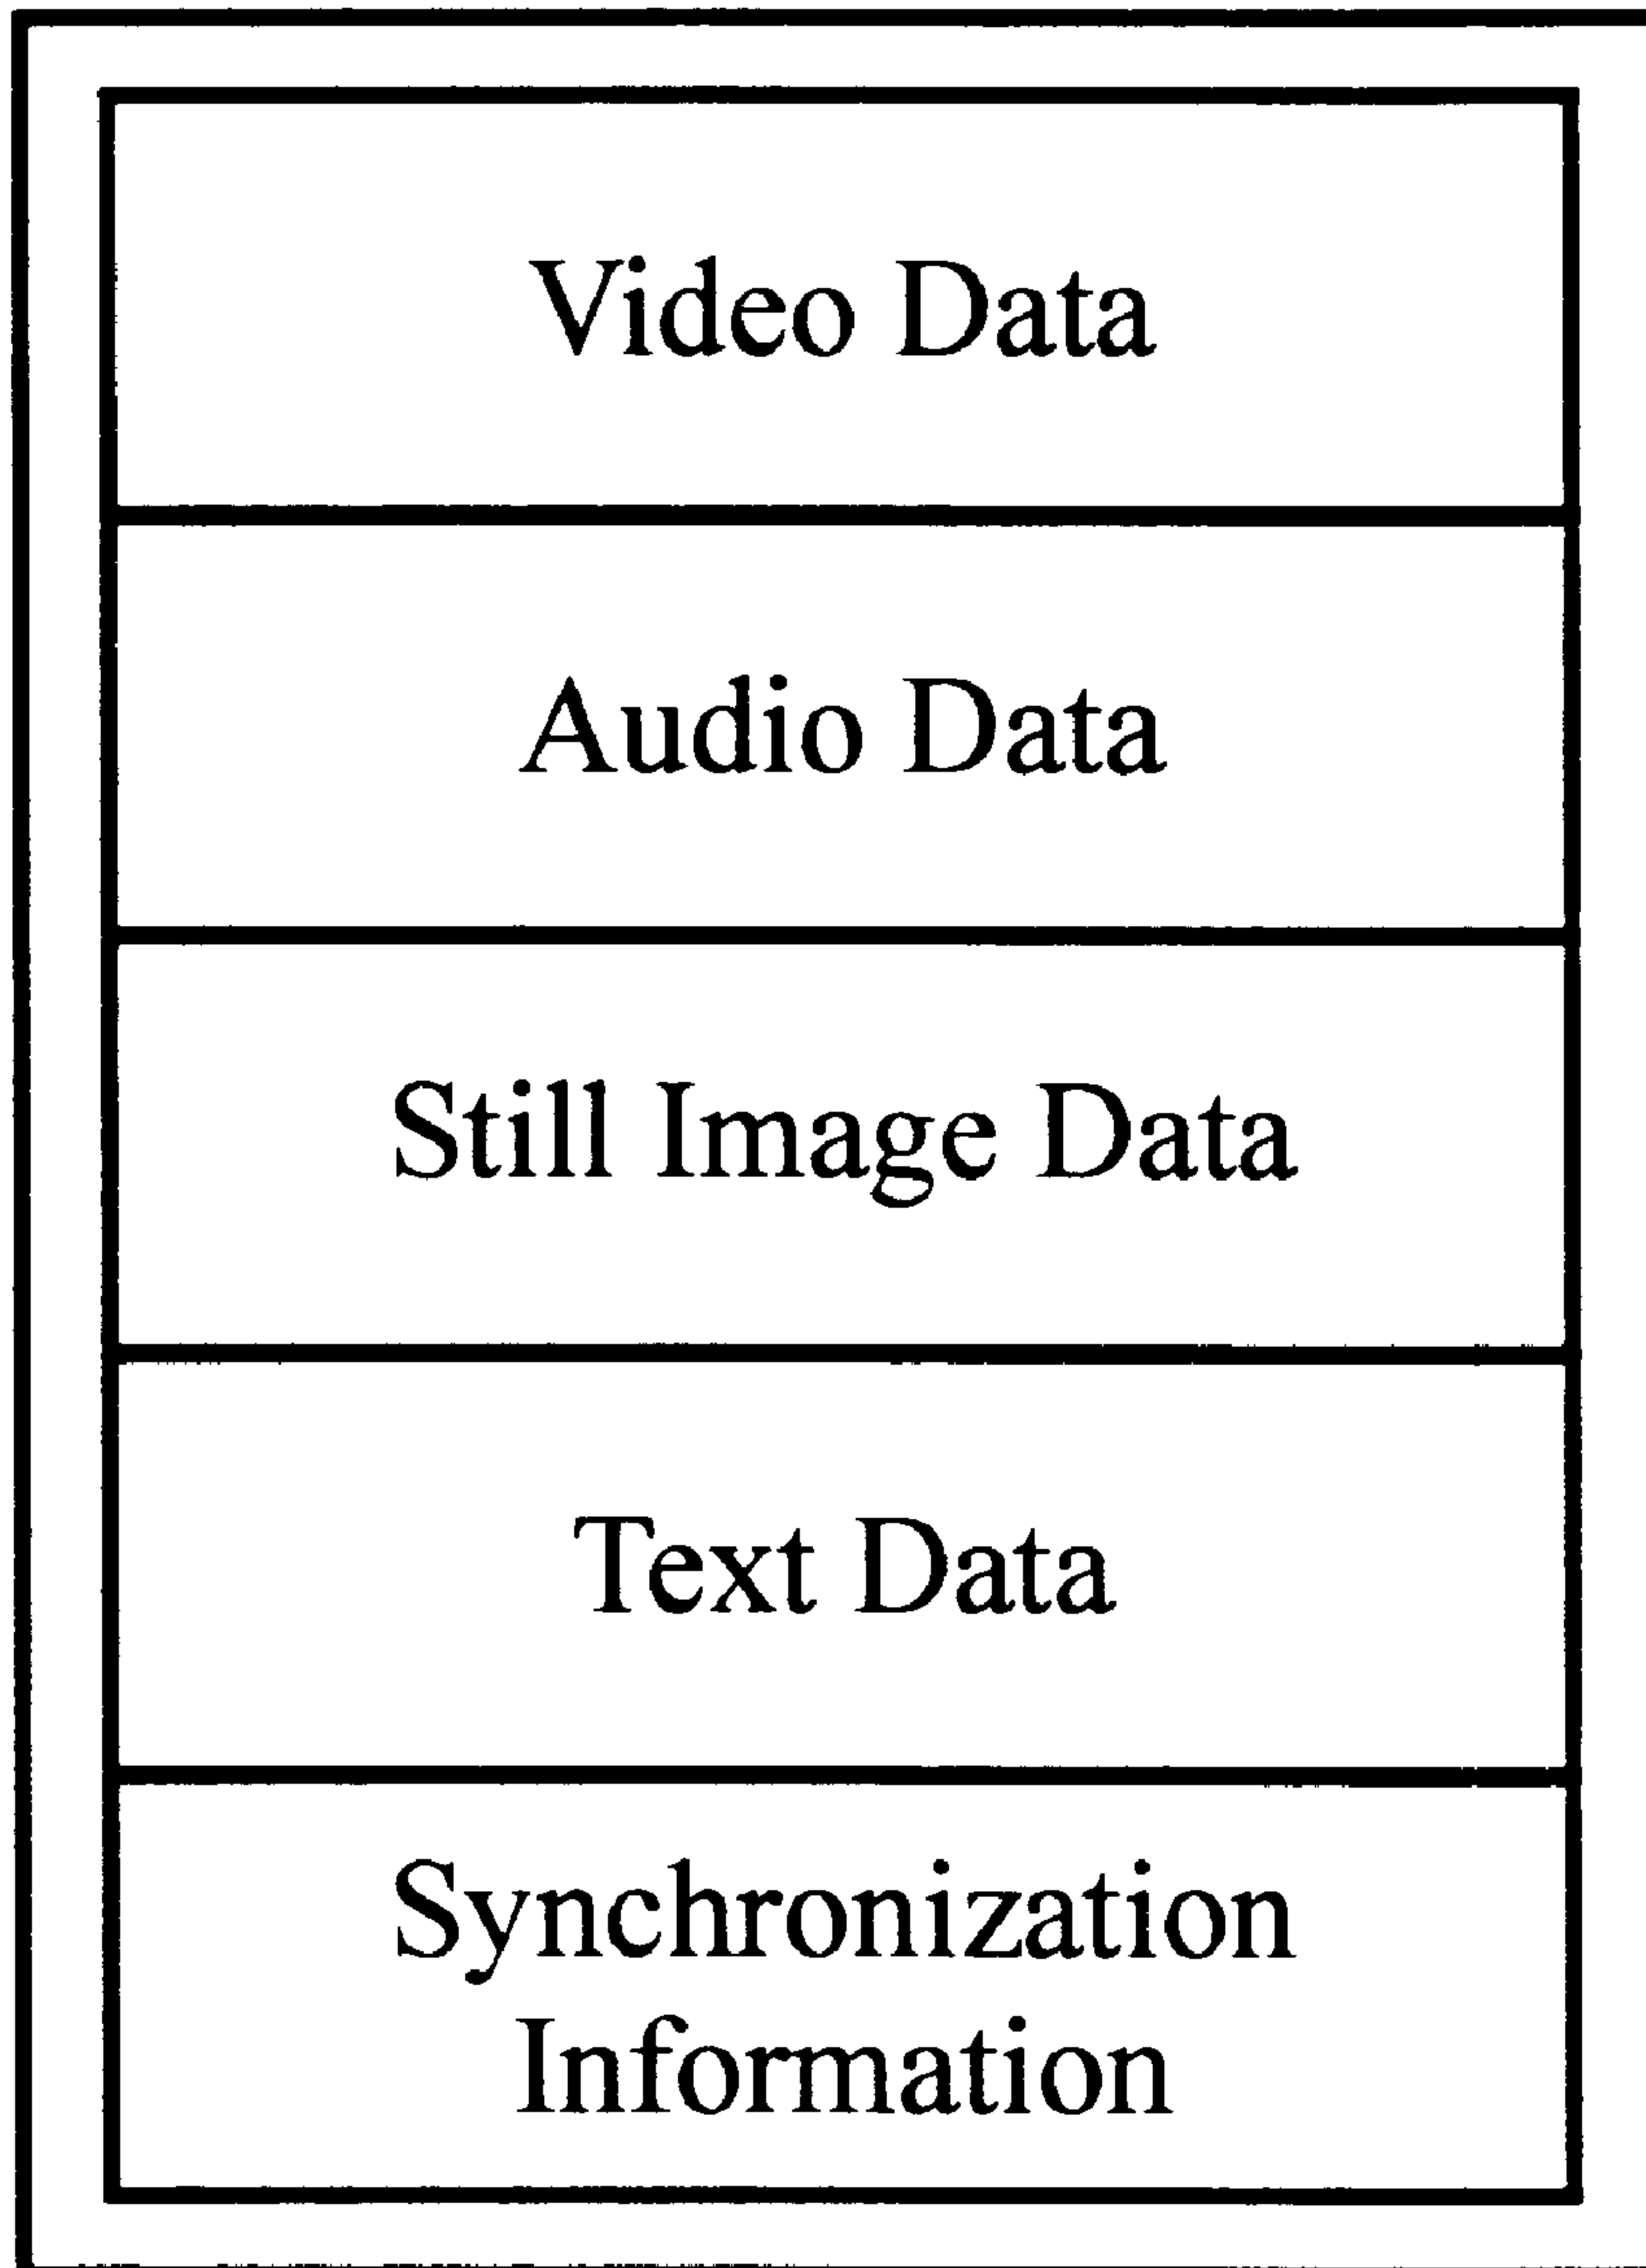 Video Data
Audio Data
Still Image Data
Text Data
Synchronization
Information